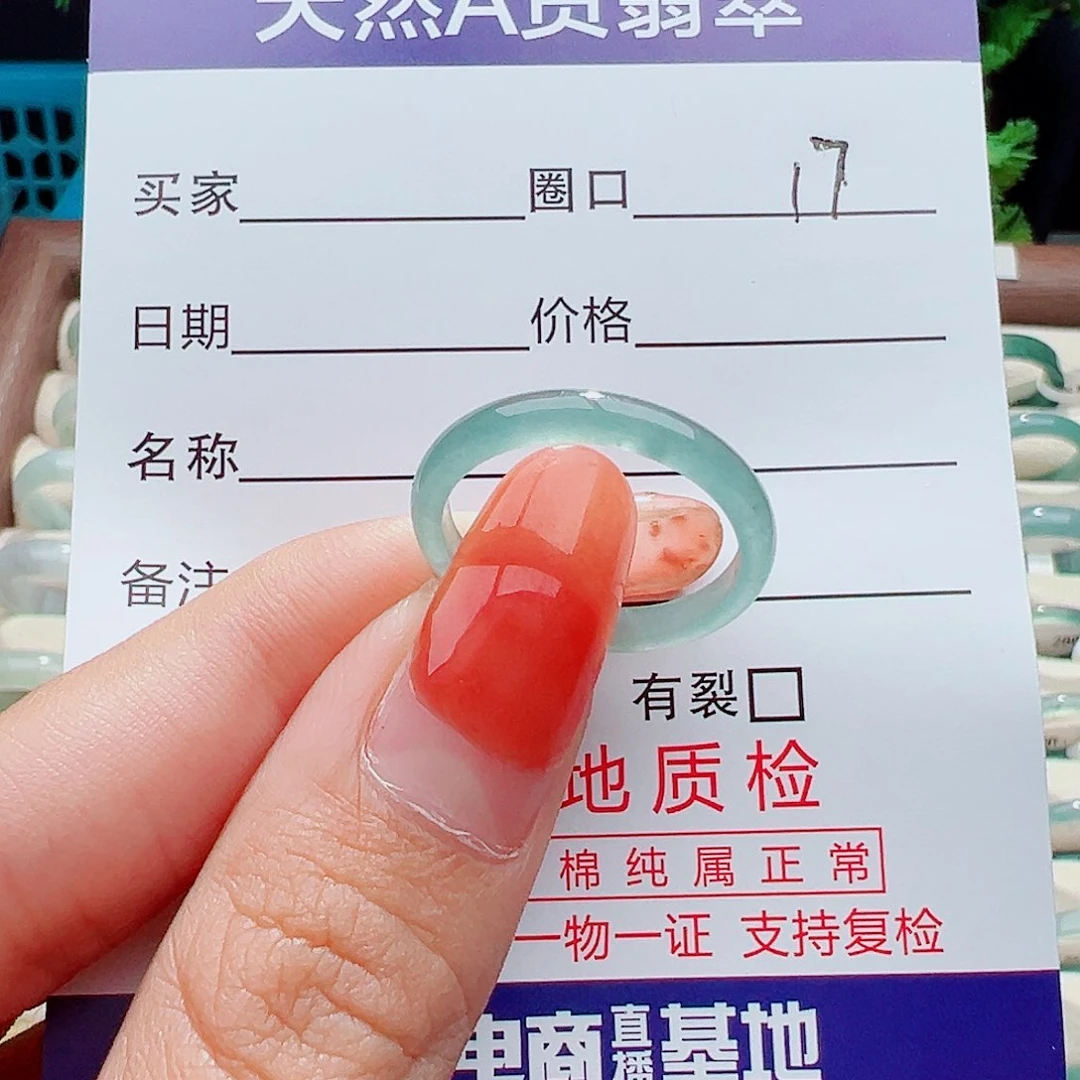 天然A货翡翠
买家 圈口 17
日期 价格
名称
备注
有裂□
地质检
棉纯属正常
一物一证 支持复检
电商直播基地